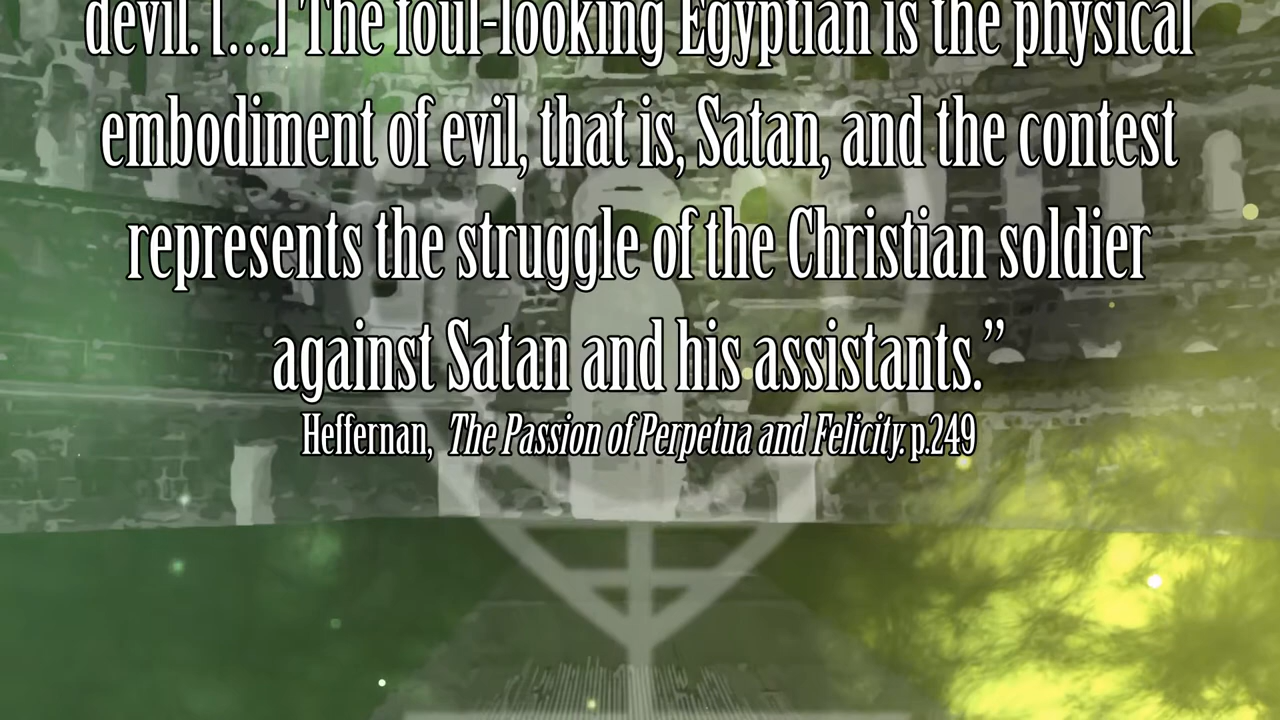 devil. […] The foul-looking Egyptian is the physical
embodiment of evil, that is, Satan, and the contest
represents the struggle of the Christian soldier
against Satan and his assistants.”
Heffernan, The Passion of Perpetua and Felicity. p.249